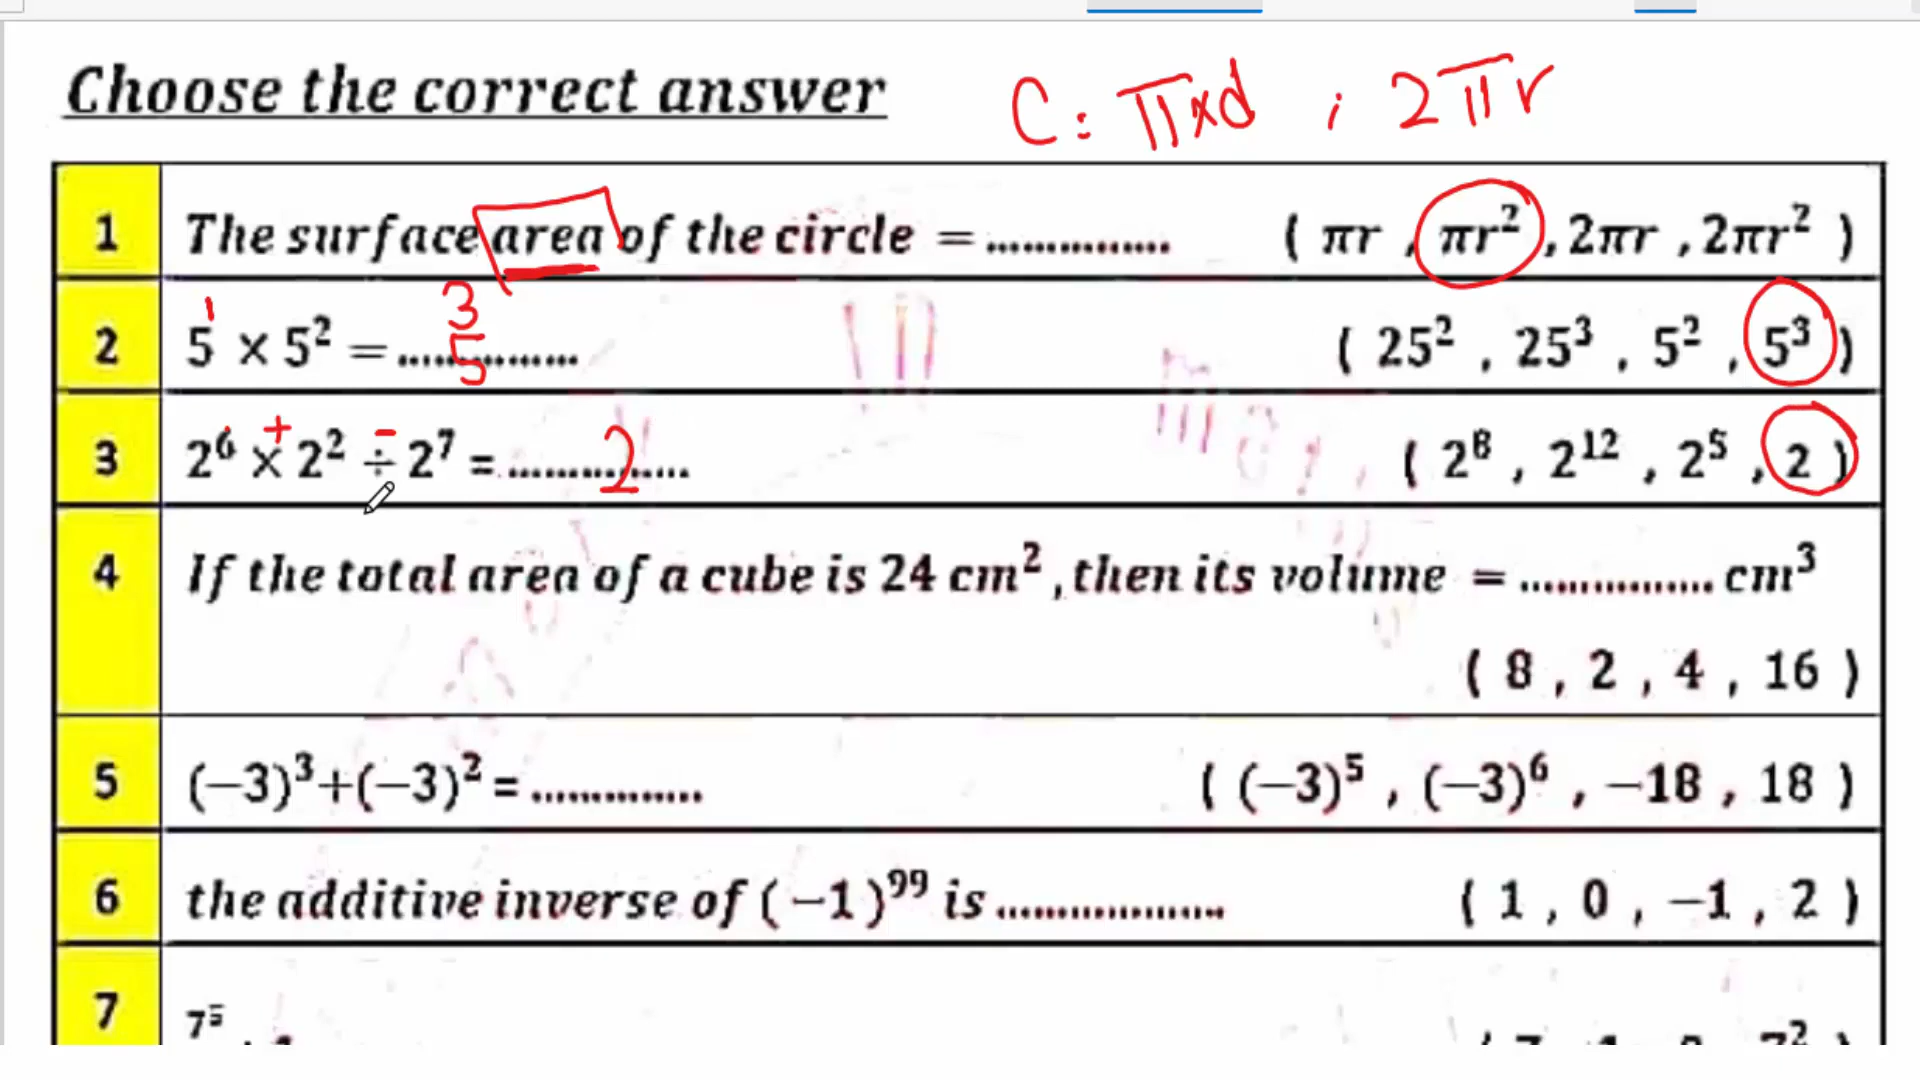 Choose the correct answer
C: π×d ; 2πr
1 The surface area of the circle = ............... ( πr , πr² , 2πr , 2πr² )
1 3
2 5 × 5² = ............... 5 ( 25² , 25³ , 5² , 5³ )
+ −
3 2⁶ × 2² ÷ 2⁷ = ............... 2 ( 2⁸ , 2¹² , 2⁵ , 2 )
4 If the total area of a cube is 24 cm² , then its volume = ................ cm³
( 8 , 2 , 4 , 16 )
5 (−3)³+(−3)² = .............. ( (−3)⁵ , (−3)⁶ , −18 , 18 )
6 the additive inverse of (−1)⁹⁹ is ................... ( 1 , 0 , −1 , 2 )
7
7⁵